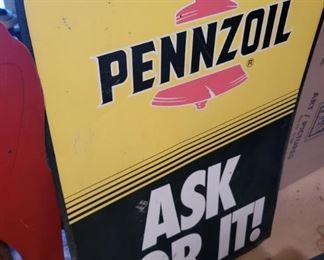 PENNZOIL
®
ASK
OR IT!